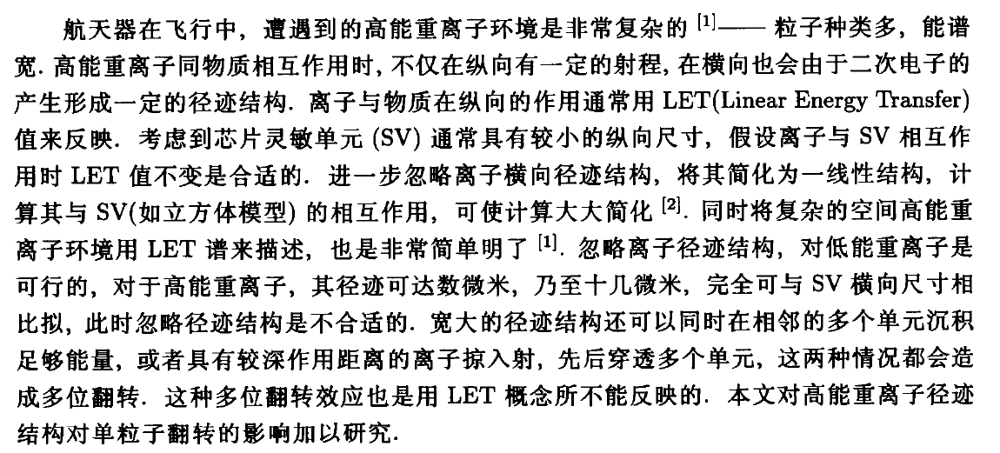 航天器在飞行中，遭遇到的高能重离子环境是非常复杂的 [1]—— 粒子种类多，能谱
宽．高能重离子同物质相互作用时，不仅在纵向有一定的射程，在横向也会由于二次电子的
产生形成一定的径迹结构．离子与物质在纵向的作用通常用 LET(Linear Energy Transfer)
值来反映．考虑到芯片灵敏单元 (SV) 通常具有较小的纵向尺寸，假设离子与 SV 相互作
用时 LET 值不变是合适的．进一步忽略离子横向径迹结构，将其简化为一线性结构，计
算其与 SV(如立方体模型) 的相互作用，可使计算大大简化 [2]．同时将复杂的空间高能重
离子环境用 LET 谱来描述，也是非常简单明了 [1]．忽略离子径迹结构，对低能重离子是
可行的，对于高能重离子，其径迹可达数微米，乃至十几微米，完全可与 SV 横向尺寸相
比拟，此时忽略径迹结构是不合适的．宽大的径迹结构还可以同时在相邻的多个单元沉积
足够能量，或者具有较深作用距离的离子掠入射，先后穿透多个单元，这两种情况都会造
成多位翻转．这种多位翻转效应也是用 LET 概念所不能反映的．本文对高能重离子径迹
结构对单粒子翻转的影响加以研究．